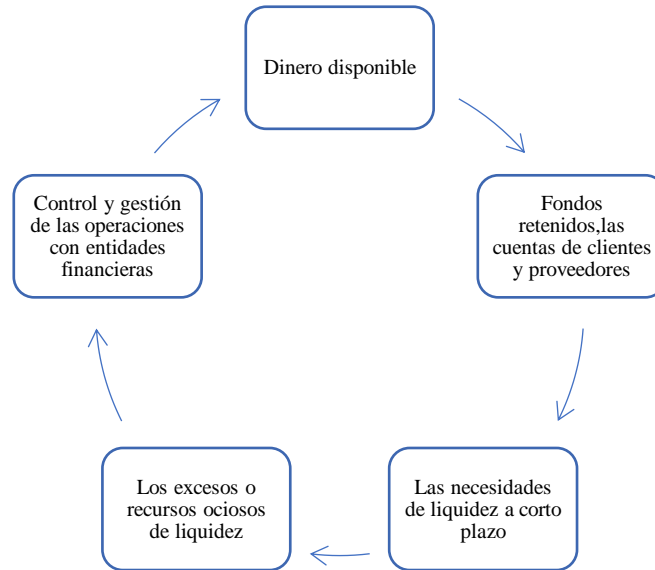 Dinero disponible
Fondos
retenidos,las
cuentas de clientes
y proveedores
Las necesidades
de liquidez a corto
plazo
Los excesos o
recursos ociosos
de liquidez
Control y gestión
de las operaciones
con entidades
financieras